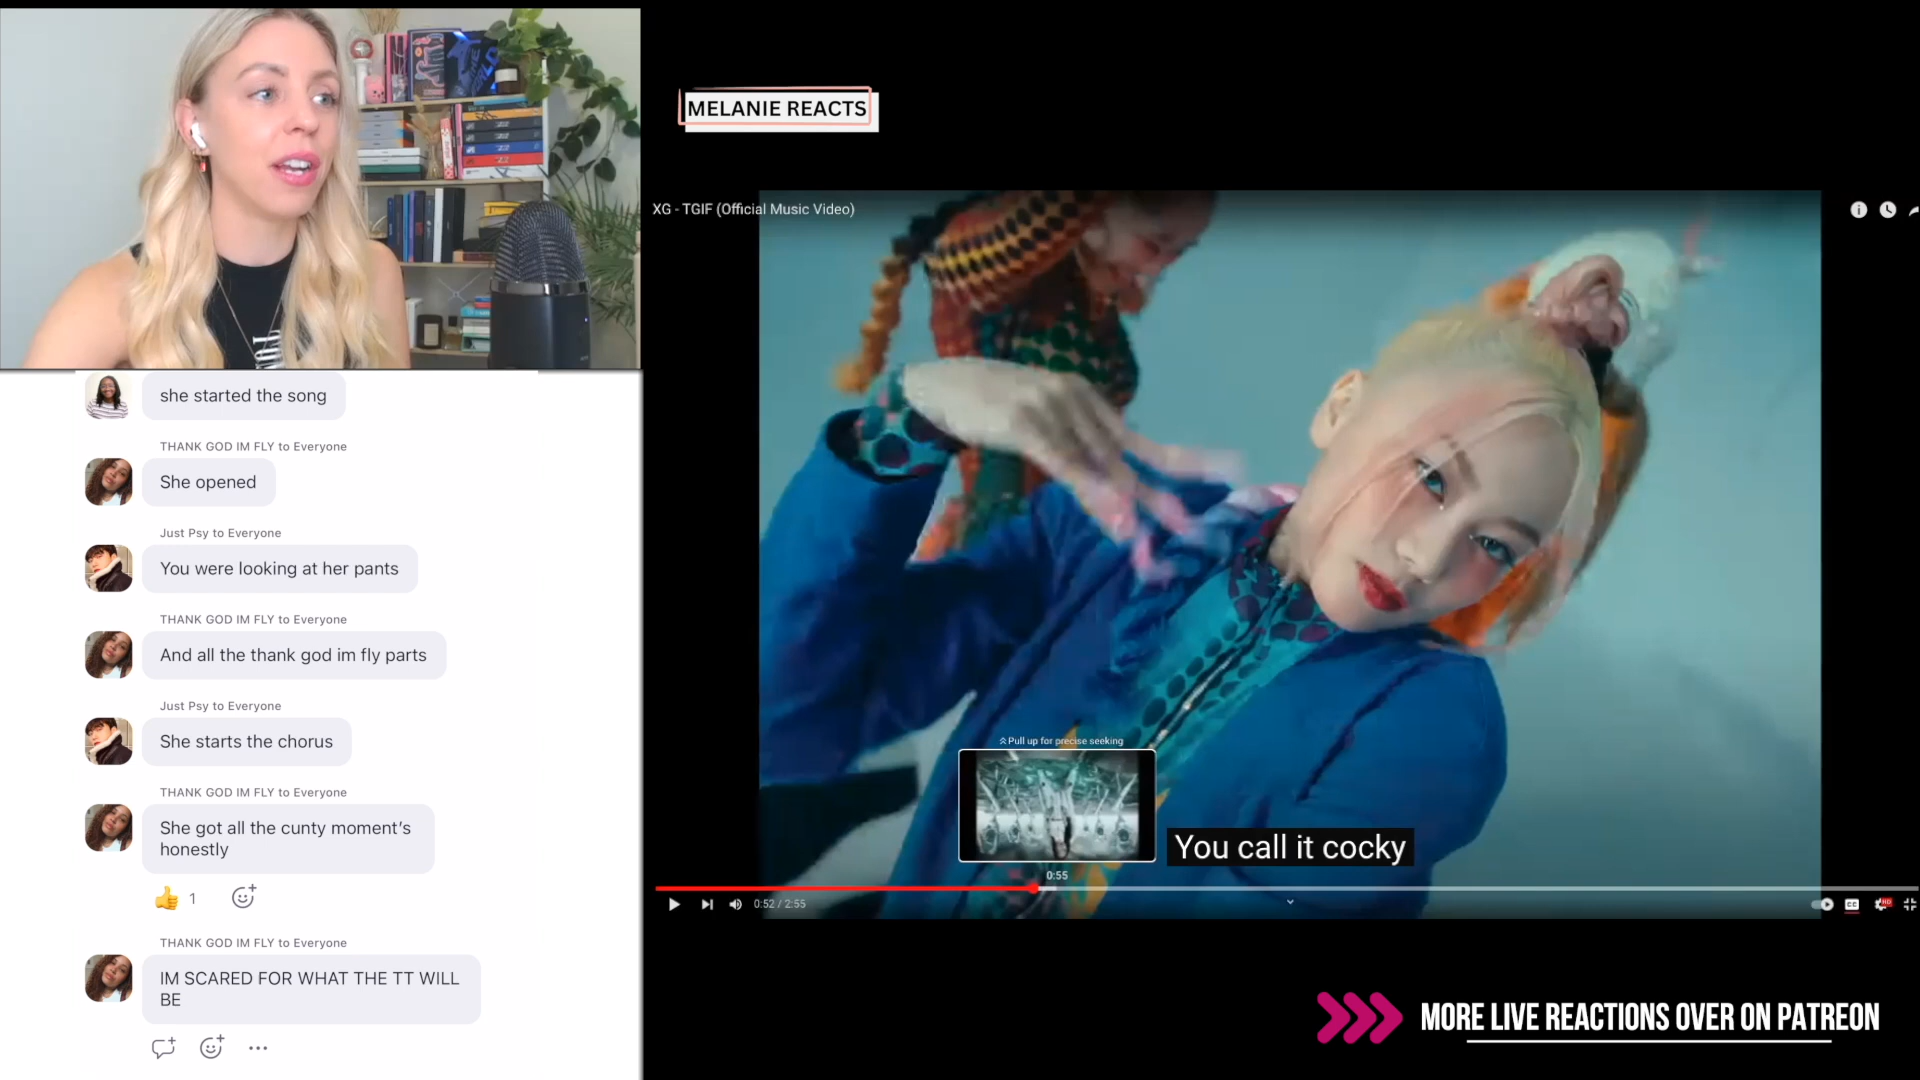 MELANIE REACTS
XG - TGIF (Official Music Video)
she started the song
THANK GOD IM FLY to Everyone
She opened
Just Psy to Everyone
You were looking at her pants
THANK GOD IM FLY to Everyone
And all the thank god im fly parts
Just Psy to Everyone
She starts the chorus
THANK GOD IM FLY to Everyone
She got all the cunty moment's
honestly
👍 1
THANK GOD IM FLY to Everyone
IM SCARED FOR WHAT THE TT WILL
BE
Pull up for precise seeking
You call it cocky
0:55
0:52 / 2:55
CC
HD
MORE LIVE REACTIONS OVER ON PATREON